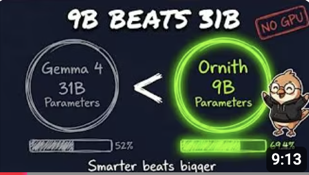 9B BEATS 31B
NO GPU
Gemma 4
31B
Parameters
<
Ornith
9B
Parameters
52%
69.4%
Smarter beats bigger
9:13